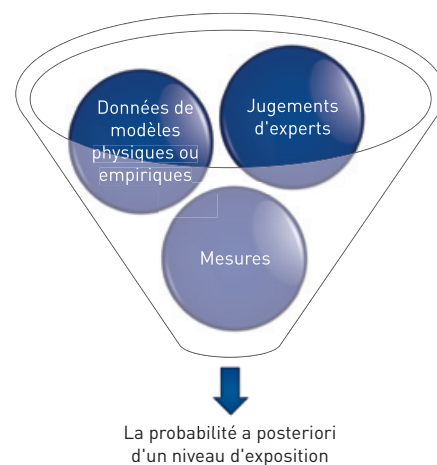 Données de
modèles
physiques ou
empiriques
Jugements
d'experts
Mesures
La probabilité a posteriori
d'un niveau d'exposition